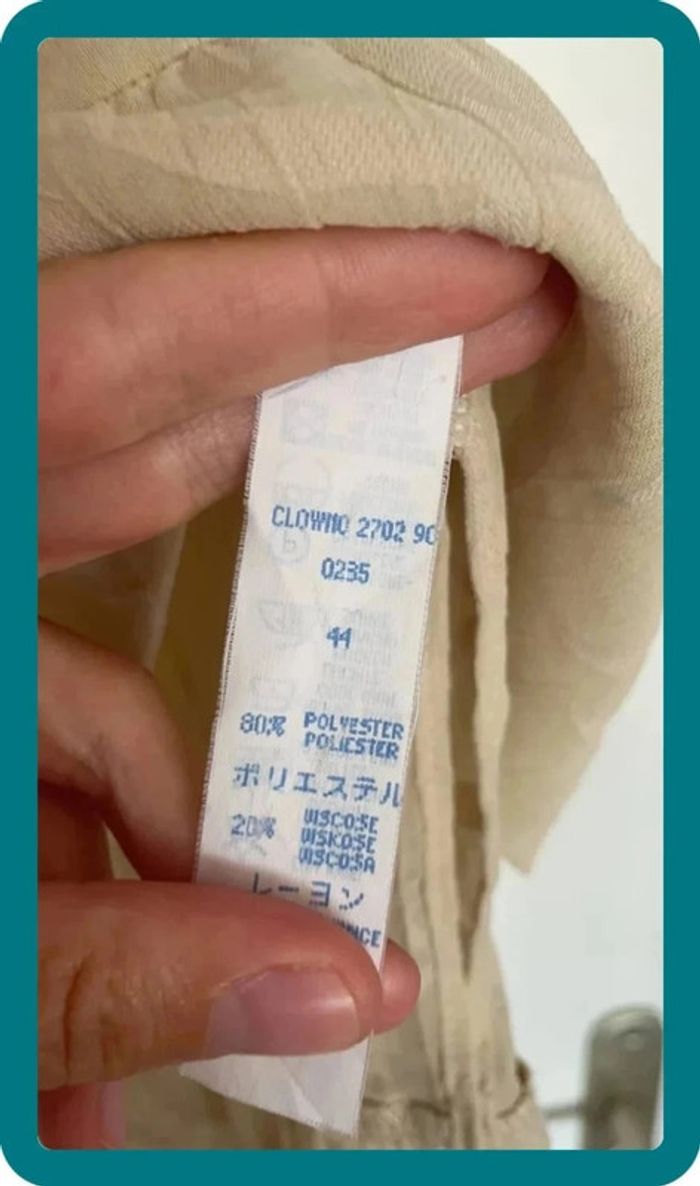 CLOWNO 2702 90
0235
44
80% POLYESTER
POLIESTER
ポリエステル
20% VISCOSE
VISKOSE
VISCOSA
レーヨン